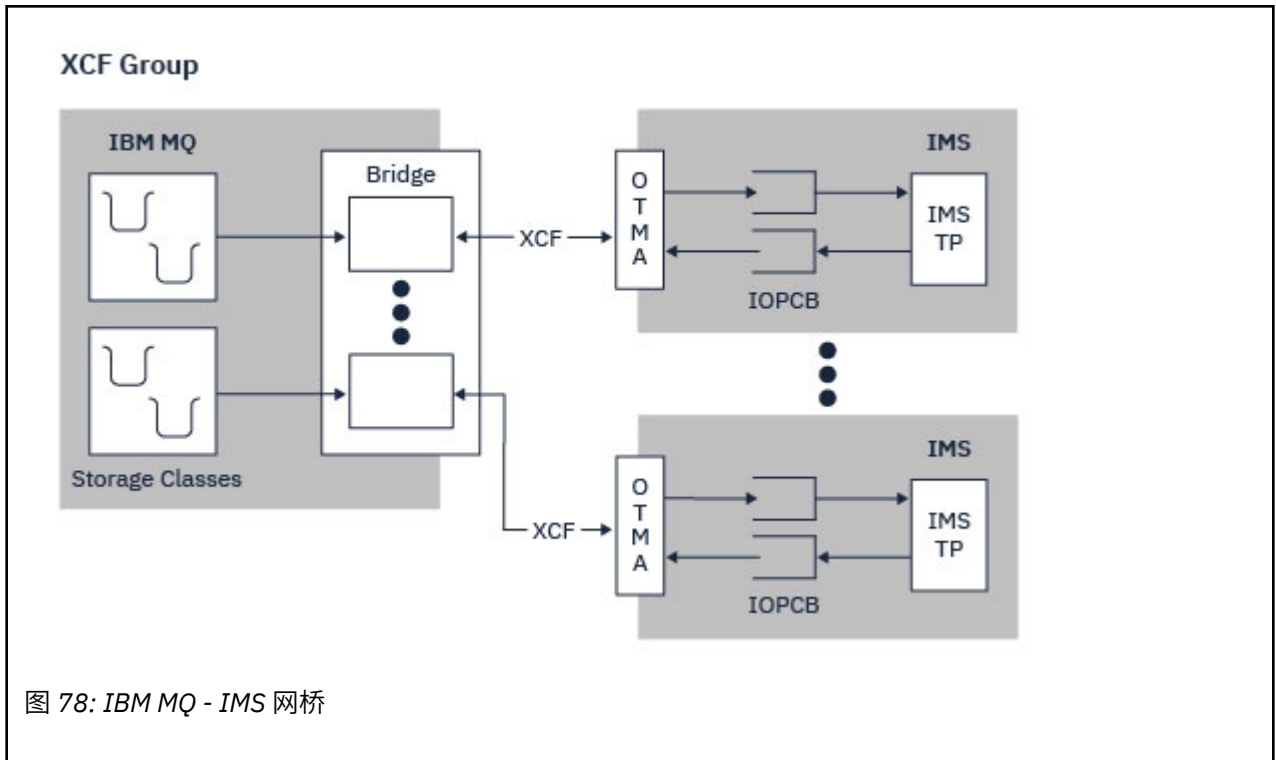 XCF Group
IBM MQ
Bridge
Storage Classes
XCF
O
T
M
A
IOPCB
IMS
IMS
TP
XCF
O
T
M
A
IOPCB
IMS
IMS
TP
图 78: IBM MQ - IMS 网桥